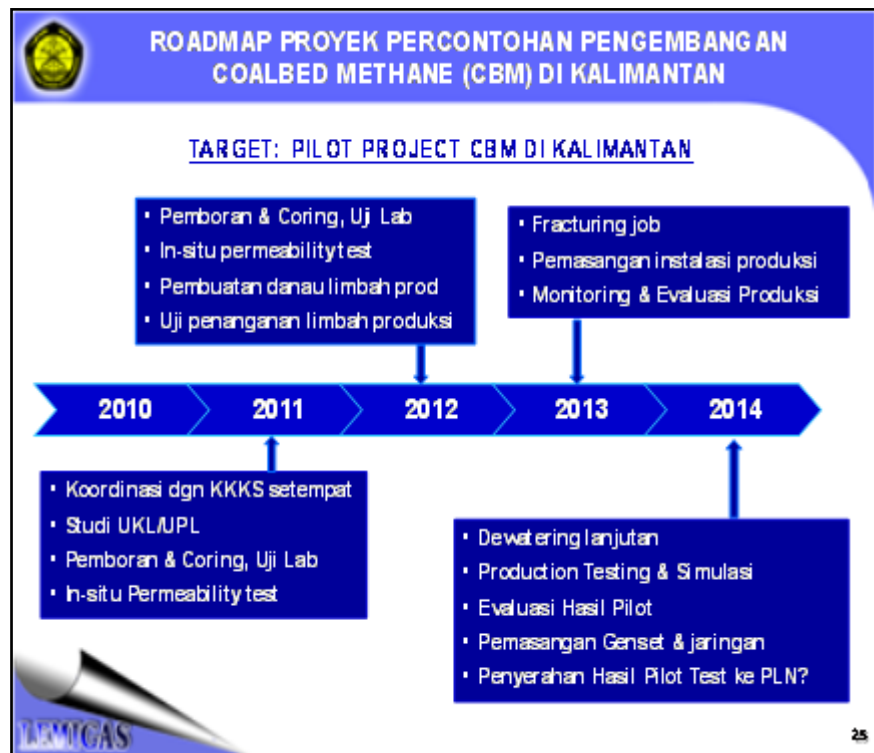 ROADMAP PROYEK PERCONTOHAN PENGEMBANGAN
COALBED METHANE (CBM) DI KALIMANTAN
TARGET: PILOT PROJECT CBM DI KALIMANTAN
▪ Pemboran & Coring, Uji Lab
▪ In-situ permeability test
▪ Pembuatan danau limbah prod
▪ Uji penanganan limbah produksi
▪ Fracturing job
▪ Pemasangan instalasi produksi
▪ Monitoring & Evaluasi Produksi
2010 2011 2012 2013 2014
▪ Koordinasi dgn KKKS setempat
▪ Studi UKL/UPL
▪ Pemboran & Coring, Uji Lab
▪ In-situ Permeability test
▪ Dewatering lanjutan
▪ Production Testing & Simulasi
▪ Evaluasi Hasil Pilot
▪ Pemasangan Genset & jaringan
▪ Penyerahan Hasil Pilot Test ke PLN?
LEMIGAS
25